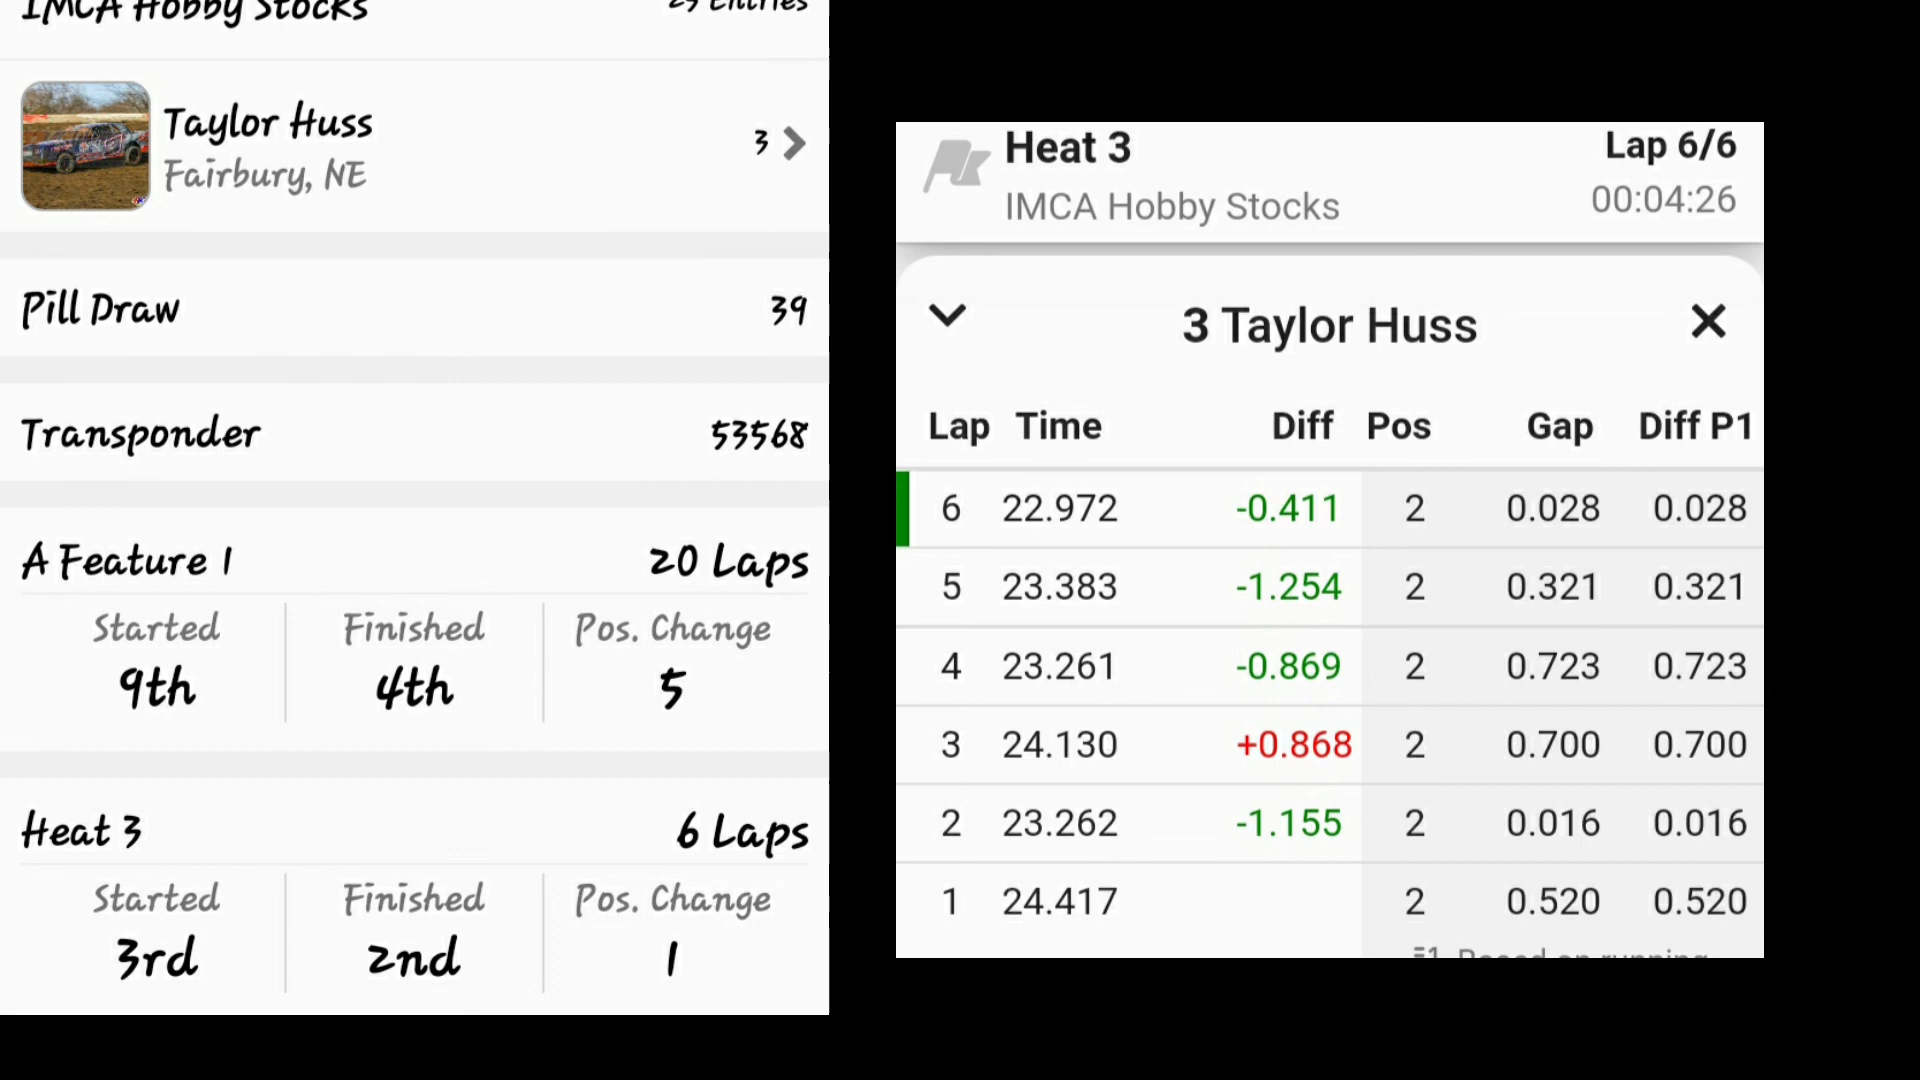 IMCA Hobby Stocks
Entries
Taylor Huss
Fairbury, NE
3
Pill Draw 39
Transponder 53568
A Feature 1 20 Laps
Started Finished Pos. Change
9th 4th 5
Heat 3 6 Laps
Started Finished Pos. Change
3rd 2nd 1
Heat 3 Lap 6/6
IMCA Hobby Stocks 00:04:26
3 Taylor Huss
Lap Time Diff Pos Gap Diff P1
6 22.972 -0.411 2 0.028 0.028
5 23.383 -1.254 2 0.321 0.321
4 23.261 -0.869 2 0.723 0.723
3 24.130 +0.868 2 0.700 0.700
2 23.262 -1.155 2 0.016 0.016
1 24.417 2 0.520 0.520